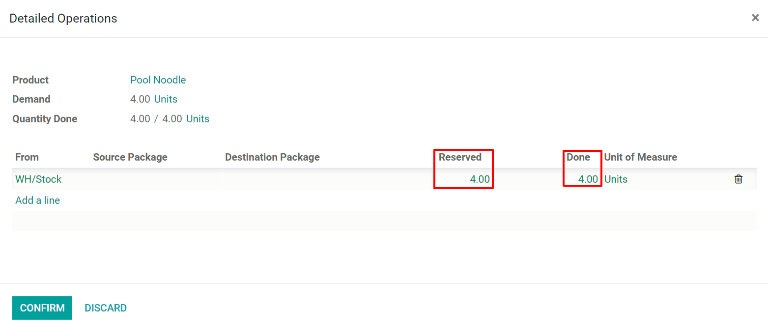 Detailed Operations ×
Product Pool Noodle
Demand 4.00 Units
Quantity Done 4.00 / 4.00 Units
From Source Package Destination Package Reserved Done Unit of Measure
WH/Stock 4.00 4.00 Units
Add a line
CONFIRM DISCARD